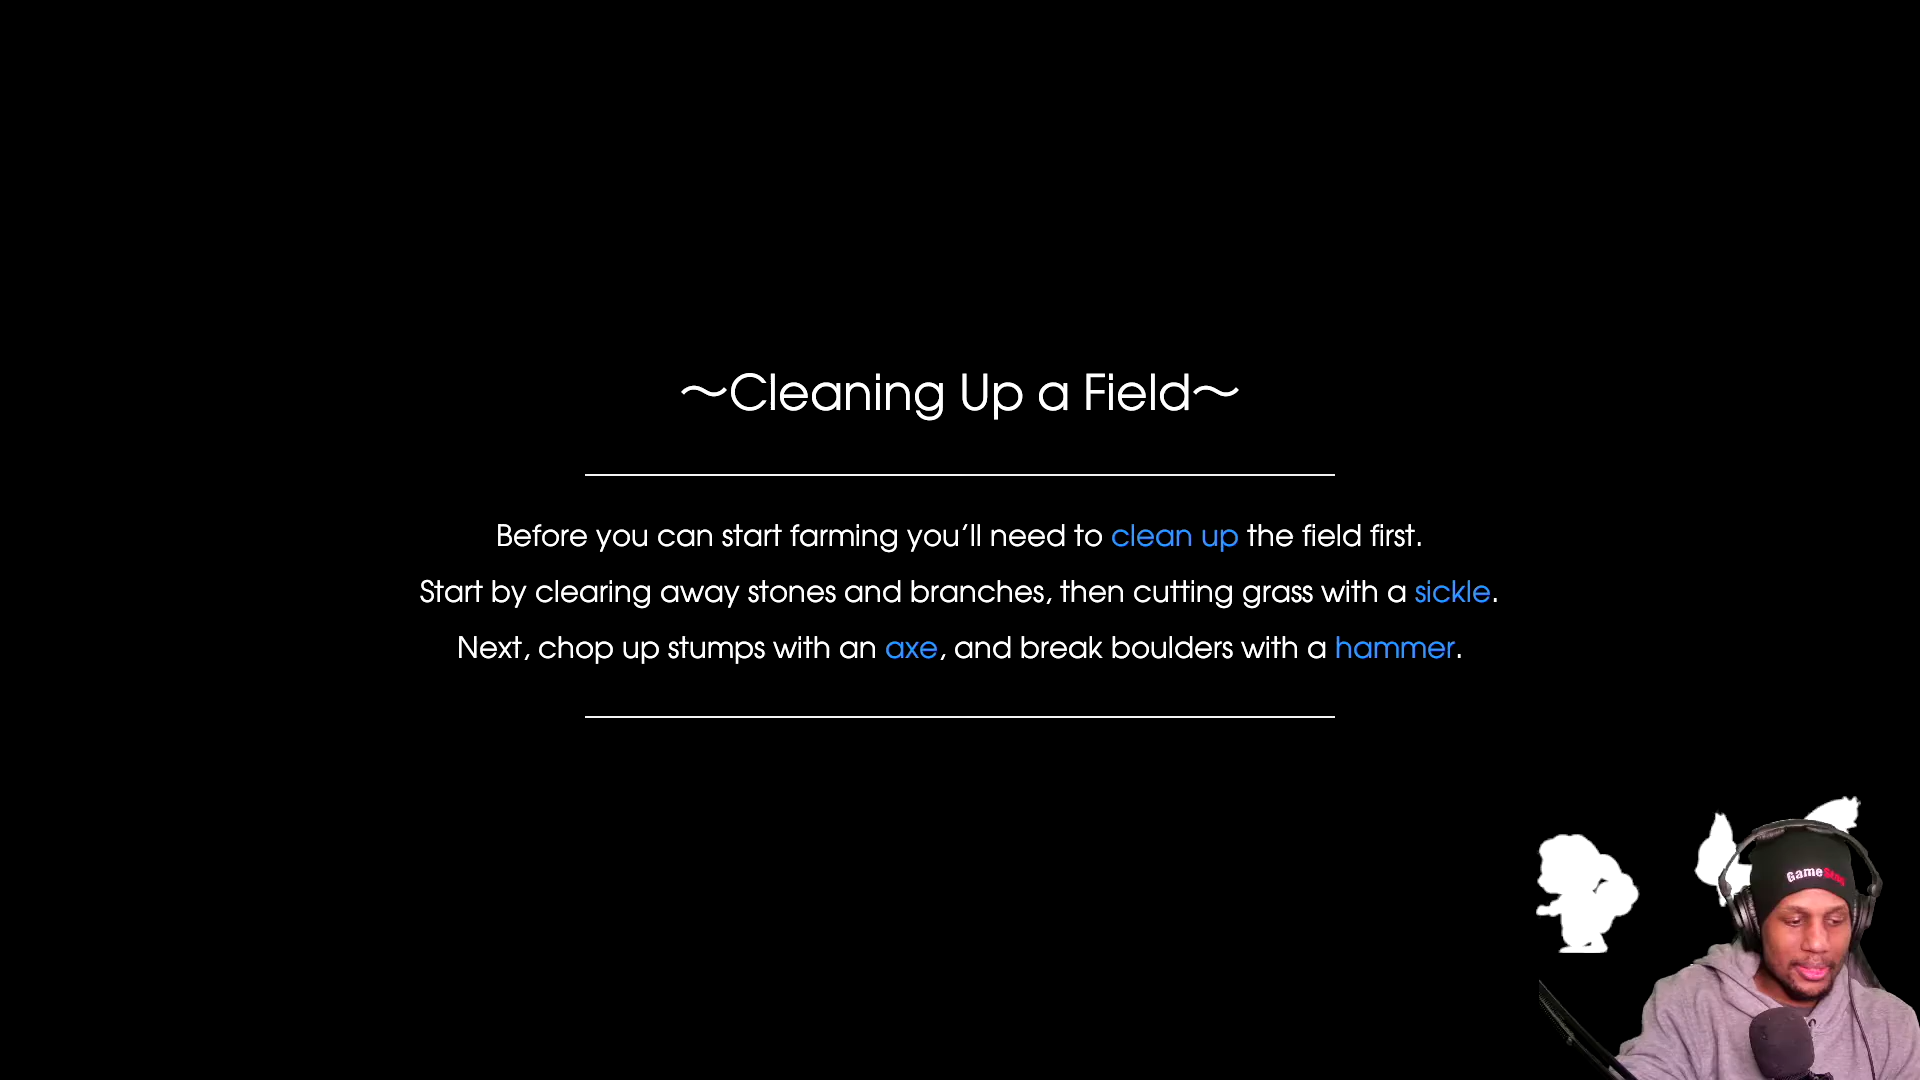 ～Cleaning Up a Field～
Before you can start farming you’ll need to clean up the field first.
Start by clearing away stones and branches, then cutting grass with a sickle.
Next, chop up stumps with an axe, and break boulders with a hammer.
GameStop